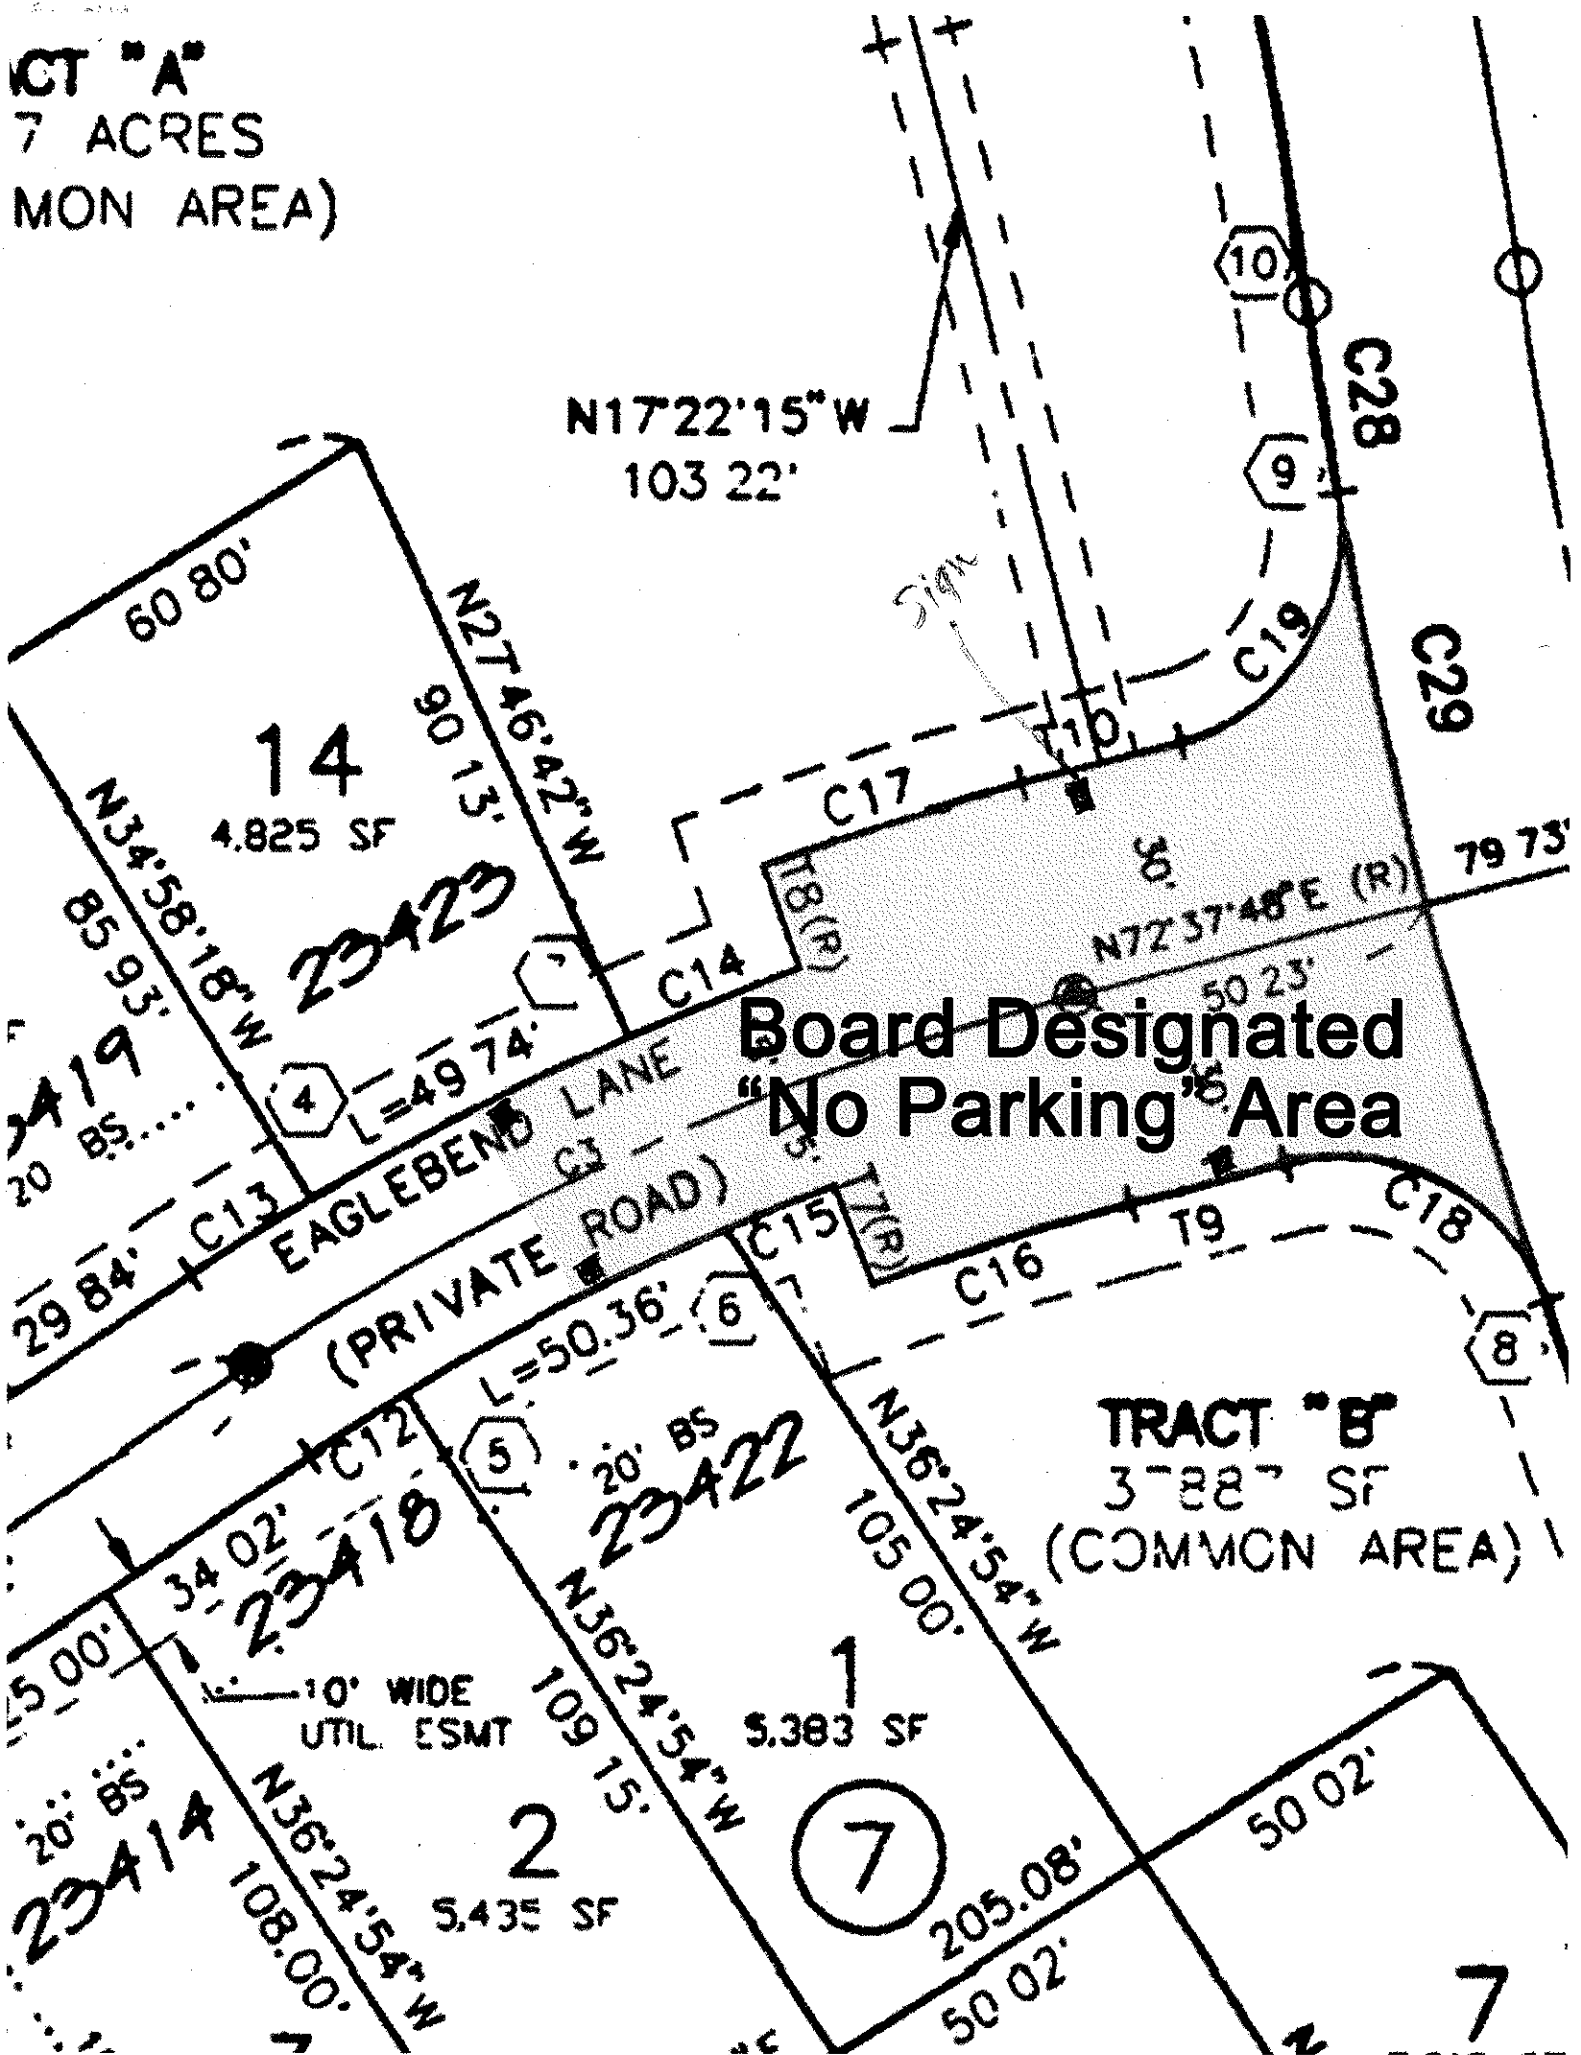 CT "A"
7 ACRES
MON AREA)
10
C28
N17°22'15"W
103 22'
9
Sign
C19
C29
60 80'
N27°46'42"W
90 13'
14
4,825 SF
23423
N34°58'18"W
85 93'
T10
C17
30'
N72°37'48"E (R)
79 73'
50 23'
T8(R)
C14
Board Designated
"No Parking" Area
EAGLEBEND LANE
(PRIVATE ROAD)
C3
L=49 74'
4
20 BS
C13
29 84'
C15
T7(R)
C16
T9
C18
8
6
L=50.36'
5
C12
34 02'
20' BS
23422
23418
TRACT "B"
SF
(COMMON AREA)
N36°24'54"W
105 00'
N36°24'54"W
109 15'
1
5,383 SF
10' WIDE
UTIL. ESMT
20' BS
23414
N36°24'54"W
108.00'
2
5,435 SF
7
205.08'
50 02'
50 02'
7